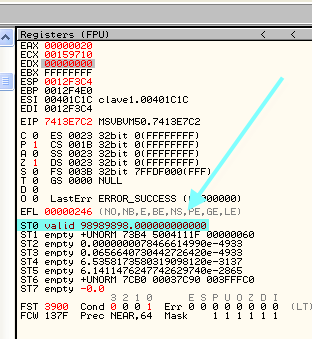 Registers (FPU) < <
EAX 00000020
ECX 00159710
EDX 00000000
EBX FFFFFFFF
ESP 0012F3C4
EBP 0012F4E0
ESI 00401C1C clave1.00401C1C
EDI 0012F3C4
EIP 7413E7C2 MSVBVM50.7413E7C2
C 0 ES 0023 32bit 0(FFFFFFFF)
P 1 CS 001B 32bit 0(FFFFFFFF)
A 0 SS 0023 32bit 0(FFFFFFFF)
Z 1 DS 0023 32bit 0(FFFFFFFF)
S 0 FS 003B 32bit 7FFDF000(FFF)
T 0 GS 0000 NULL
D 0
O 0 LastErr ERROR_SUCCESS (00000000)
EFL 00000246 (NO,NB,E,BE,NS,PE,GE,LE)
ST0 valid 98989898.000000000000
ST1 empty +UNORM 73B4 5004111F 00000060
ST2 empty 0.0000000078466614990e-4933
ST3 empty 0.0656640730442726420e-4933
ST4 empty 6.5358173580319098120e-3137
ST5 empty 6.1411476247742629740e-2865
ST6 empty +UNORM 7CB0 00037C90 003FFFC0
ST7 empty -0.0
3 2 1 0 E S P U O Z D I
FST 3900 Cond 0 0 0 1 Err 0 0 0 0 0 0 0 0 (LT)
FCW 137F Prec NEAR,64 Mask 1 1 1 1 1 1